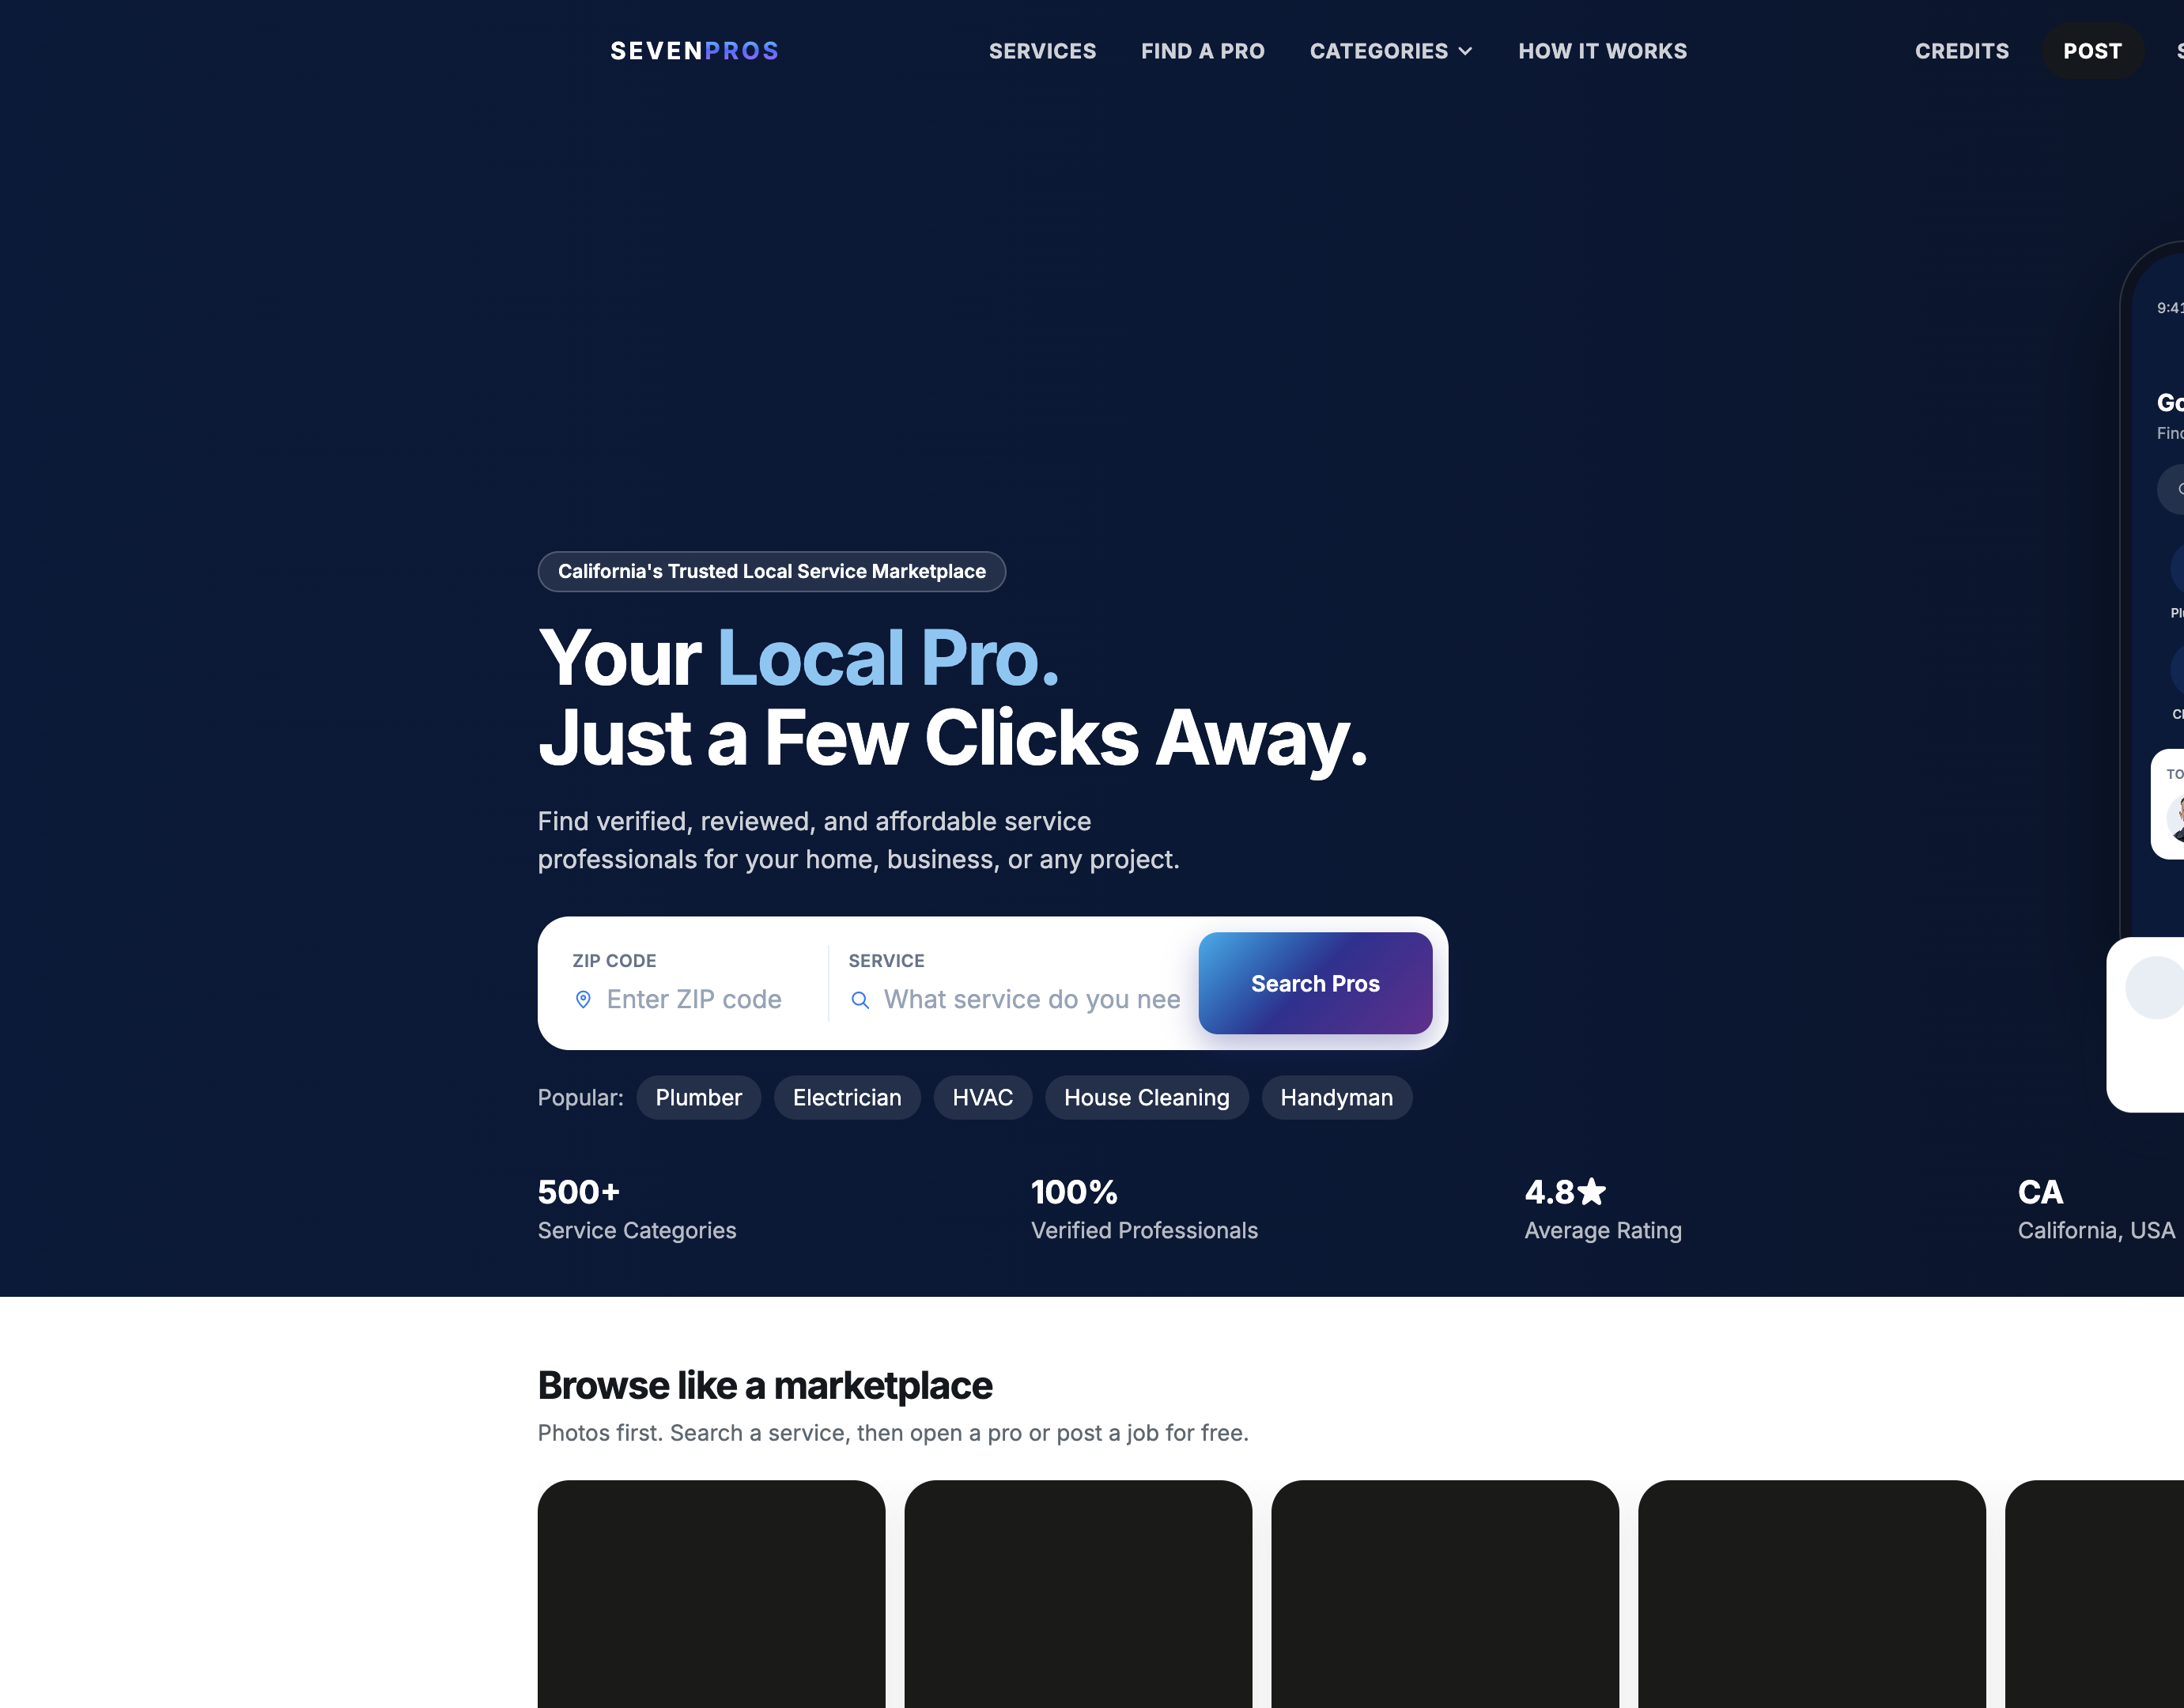 SEVENPROS
SERVICES
FIND A PRO
CATEGORIES
HOW IT WORKS
CREDITS
POST
9:41
California's Trusted Local Service Marketplace
Your Local Pro.
Just a Few Clicks Away.
Find verified, reviewed, and affordable service
professionals for your home, business, or any project.
ZIP CODE
Enter ZIP code
SERVICE
What service do you nee
Search Pros
Popular:
Plumber
Electrician
HVAC
House Cleaning
Handyman
500+
Service Categories
100%
Verified Professionals
4.8★
Average Rating
CA
California, USA
Browse like a marketplace
Photos first. Search a service, then open a pro or post a job for free.